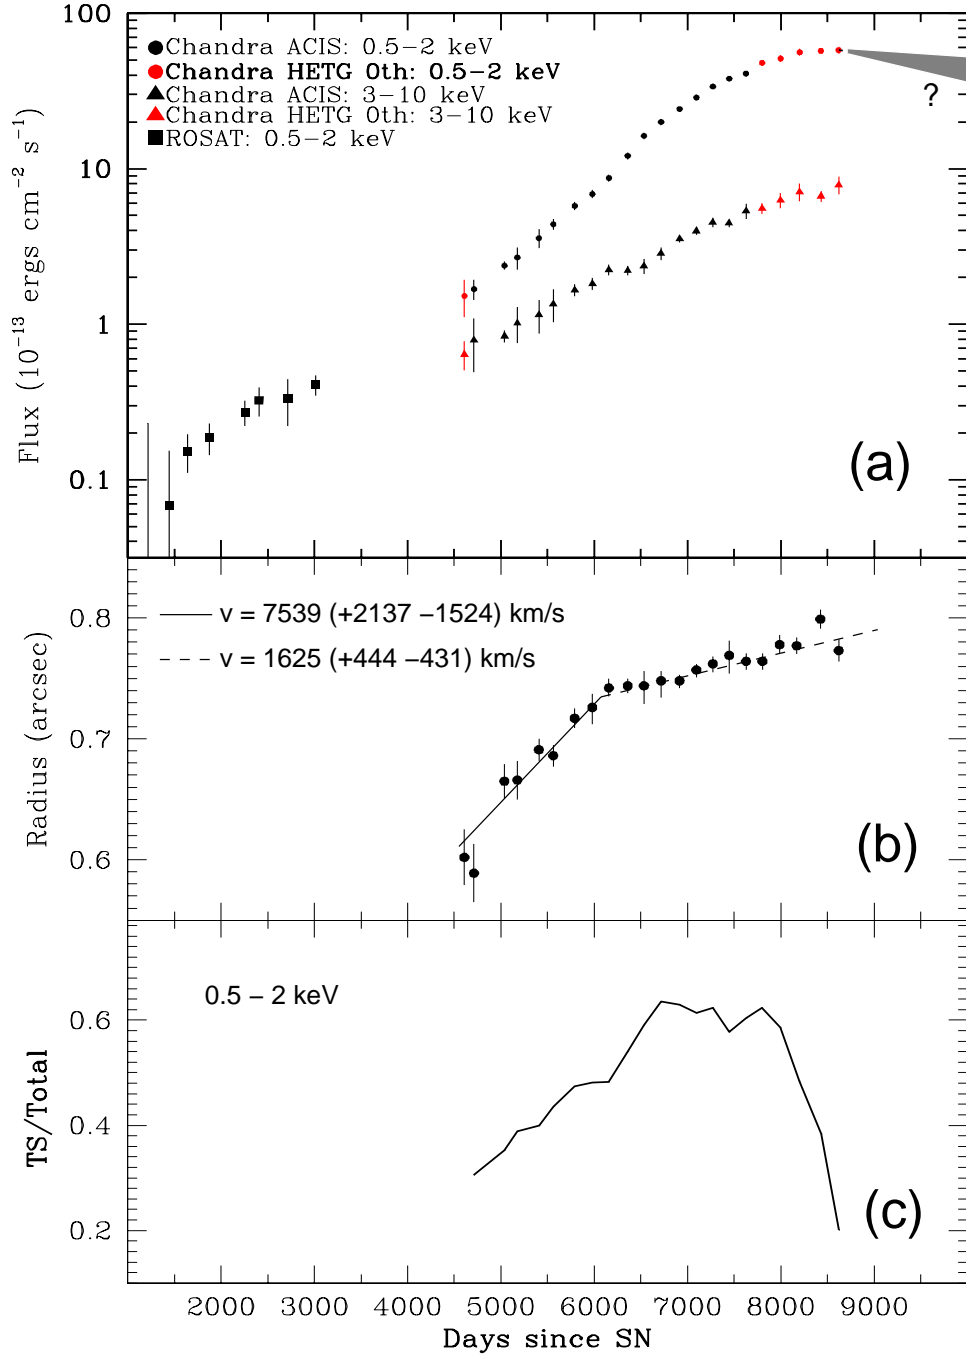 100
10
1
0.1
Flux (10⁻¹³ ergs cm⁻² s⁻¹)
Chandra ACIS: 0.5−2 keV
Chandra HETG 0th: 0.5−2 keV
Chandra ACIS: 3−10 keV
Chandra HETG 0th: 3−10 keV
ROSAT: 0.5−2 keV
?
(a)
0.8
0.7
0.6
Radius (arcsec)
v = 7539 (+2137 −1524) km/s
v = 1625 (+444 −431) km/s
(b)
0.6
0.4
0.2
TS/Total
0.5 − 2 keV
(c)
2000 3000 4000 5000 6000 7000 8000 9000
Days since SN